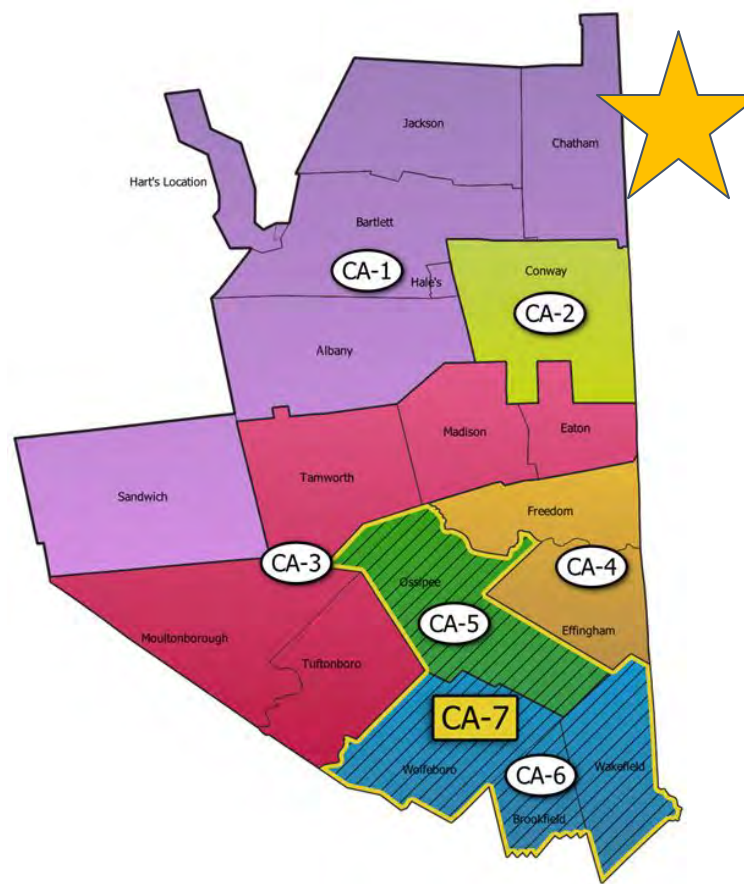 Jackson
Chatham
Hart's Location
Bartlett
CA-1
Hale's
Conway
CA-2
Albany
Madison
Eaton
Tamworth
Sandwich
Freedom
CA-3
CA-4
Ossipee
CA-5
Effingham
Moultonborough
Tuftonboro
CA-7
Wolfeboro
CA-6
Wakefield
Brookfield